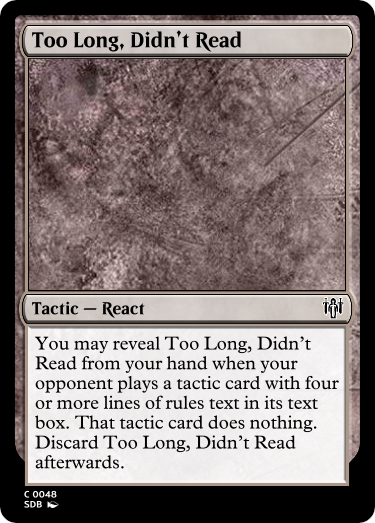 Too Long, Didn't Read
Tactic — React
You may reveal Too Long, Didn't
Read from your hand when your
opponent plays a tactic card with four
or more lines of rules text in its text
box. That tactic card does nothing.
Discard Too Long, Didn't Read
afterwards.
C 0048
SDB